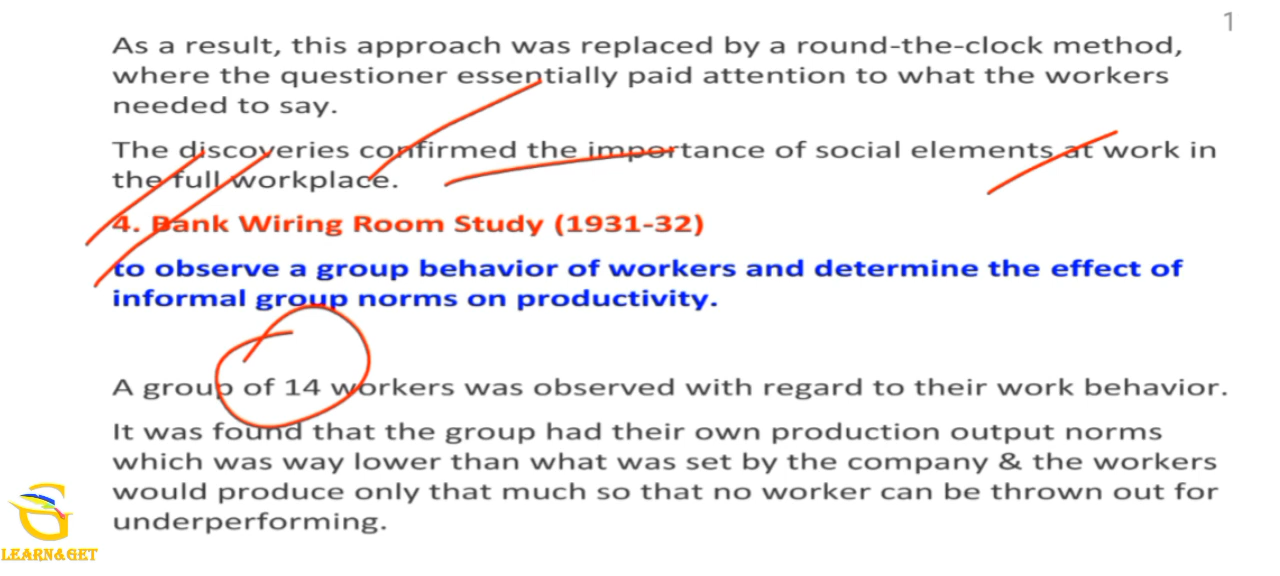 1
As a result, this approach was replaced by a round-the-clock method,
where the questioner essentially paid attention to what the workers
needed to say.
The discoveries confirmed the importance of social elements at work in
the full workplace.
4. Bank Wiring Room Study (1931-32)
to observe a group behavior of workers and determine the effect of
informal group norms on productivity.
A group of 14 workers was observed with regard to their work behavior.
It was found that the group had their own production output norms
which was way lower than what was set by the company & the workers
would produce only that much so that no worker can be thrown out for
underperforming.
LEARN&GET